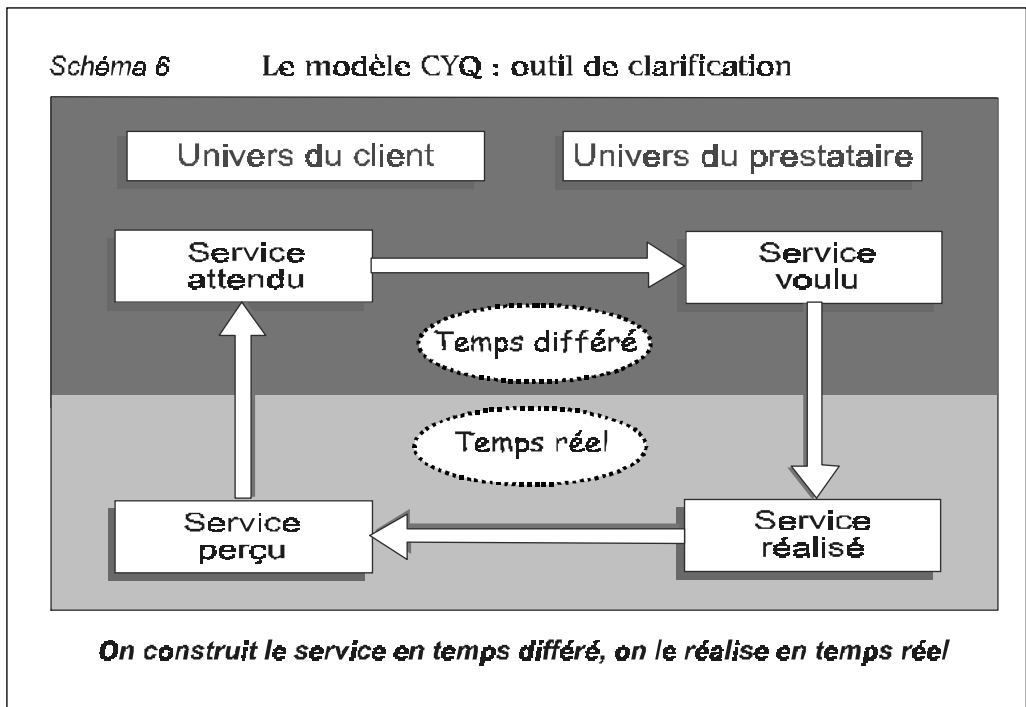 Schéma 6 Le modèle CYQ : outil de clarification
Univers du client Univers du prestataire
Service
attendu
Service
voulu
Temps différé
Temps réel
Service
perçu
Service
réalisé
On construit le service en temps différé, on le réalise en temps réel